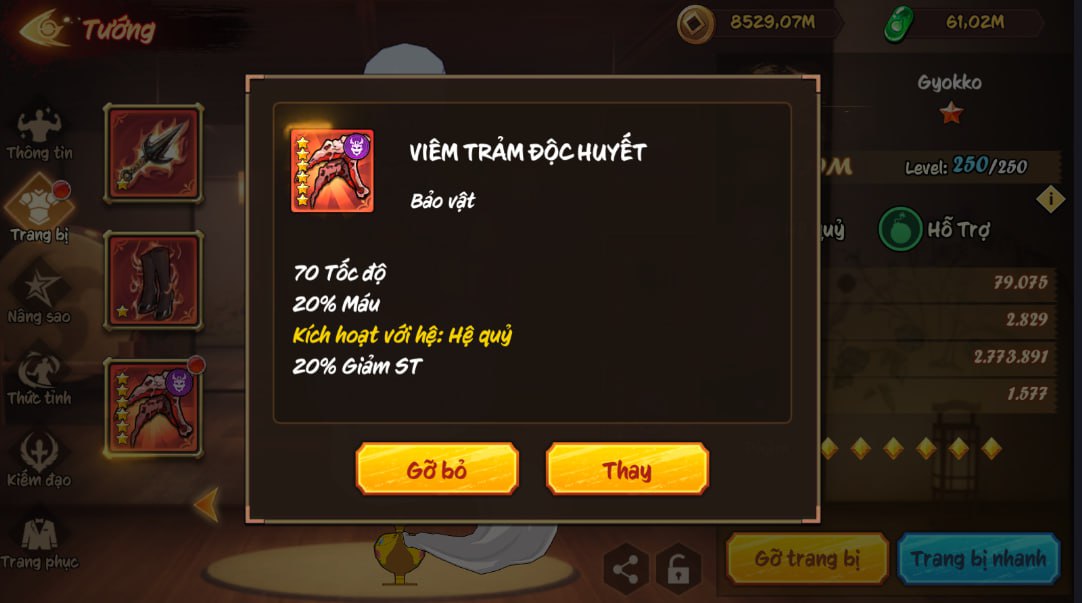 Tướng
8529,07M
61,02M
Gyokko
Level: 250/250
Hỗ Trợ
Thông tin
Trang bị
Nâng sao
Thức tỉnh
Kiếm đạo
Trang phục
VIÊM TRẢM ĐỘC HUYẾT
Bảo vật
70 Tốc độ
20% Máu
Kích hoạt với hệ: Hệ quỷ
20% Giảm ST
Gỡ bỏ
Thay
79.075
2.829
2.773.891
1.577
Gỡ trang bị
Trang bị nhanh